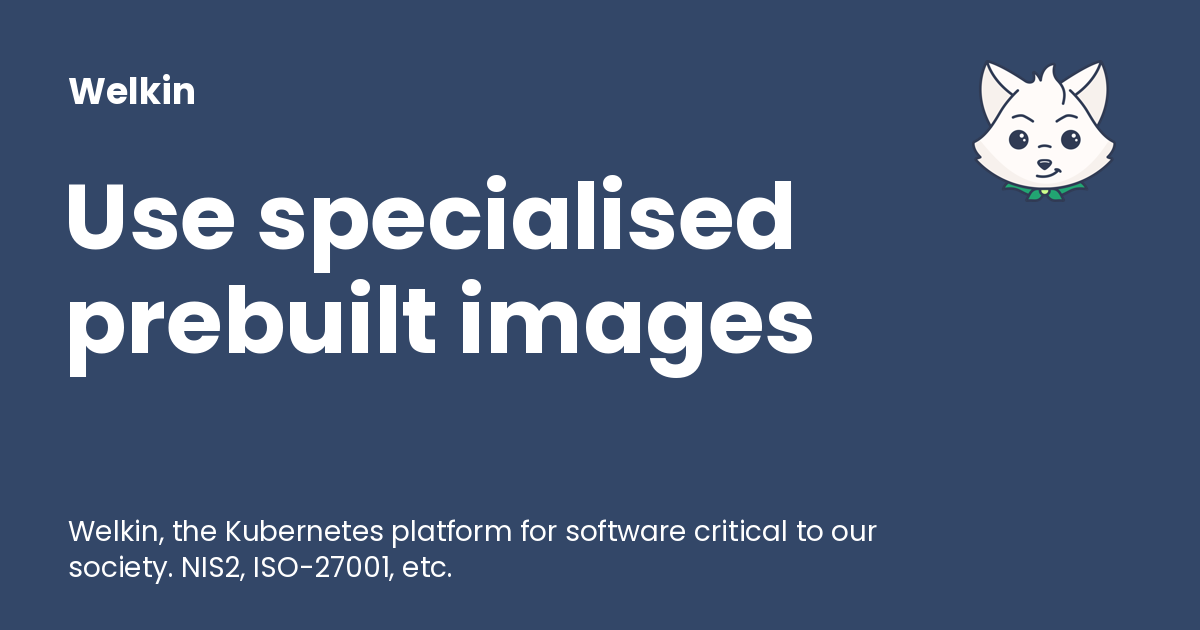 Welkin
Use specialised
prebuilt images
Welkin, the Kubernetes platform for software critical to our
society. NIS2, ISO-27001, etc.